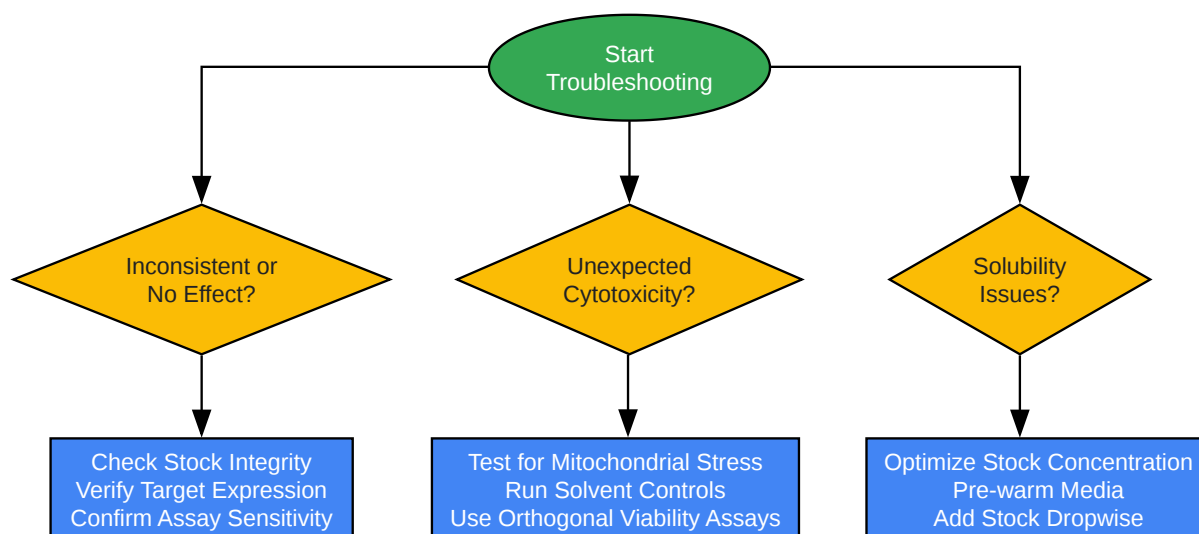 Start
Troubleshooting
Inconsistent or
No Effect?
Unexpected
Cytotoxicity?
Solubility
Issues?
Check Stock Integrity
Verify Target Expression
Confirm Assay Sensitivity
Test for Mitochondrial Stress
Run Solvent Controls
Use Orthogonal Viability Assays
Optimize Stock Concentration
Pre-warm Media
Add Stock Dropwise